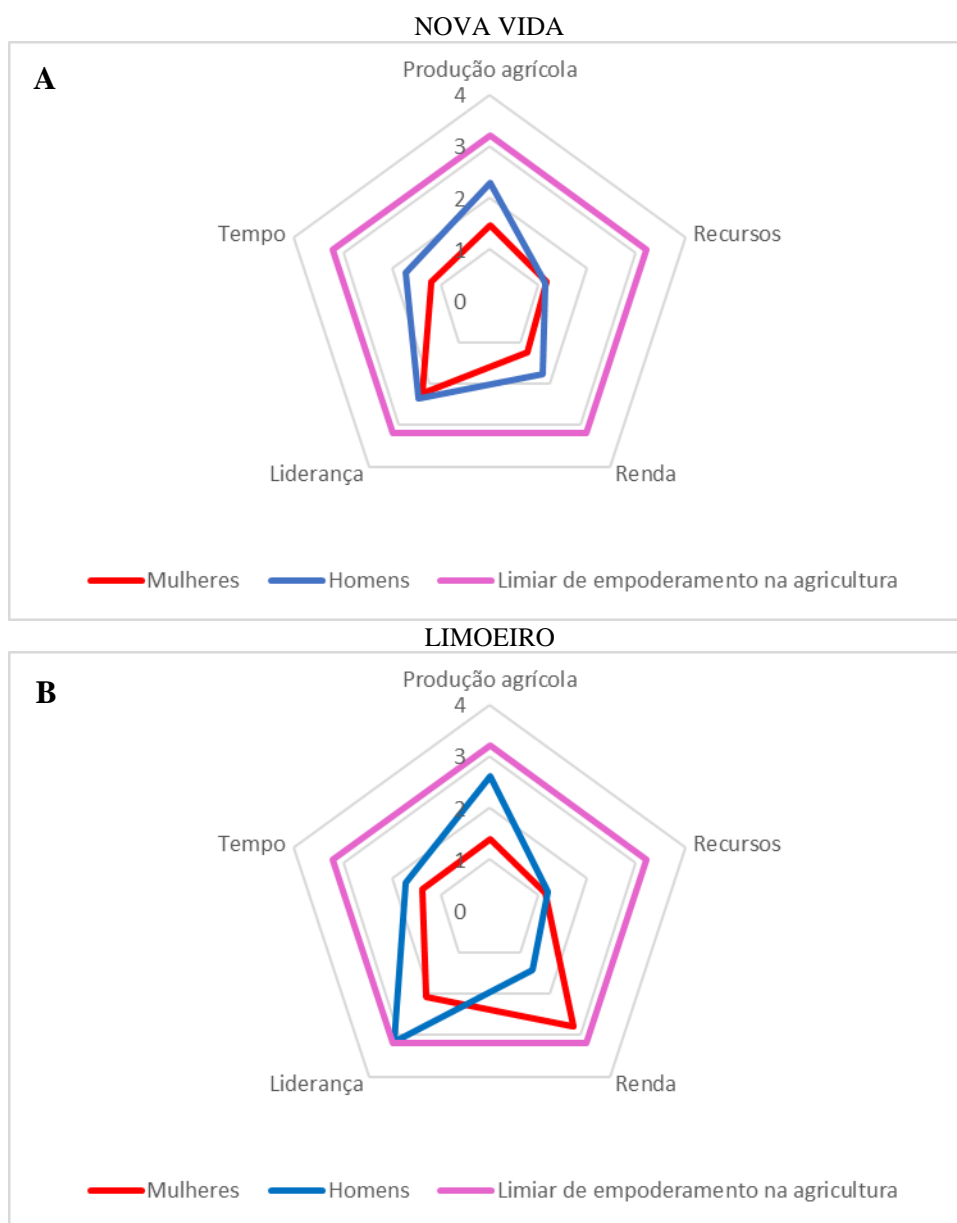 NOVA VIDA
A
Produção agrícola
4
3
2
1
0
Tempo
Recursos
Liderança
Renda
Mulheres Homens Limiar de empoderamento na agricultura
LIMOEIRO
B
Produção agrícola
4
3
2
1
0
Tempo
Recursos
Liderança
Renda
Mulheres Homens Limiar de empoderamento na agricultura